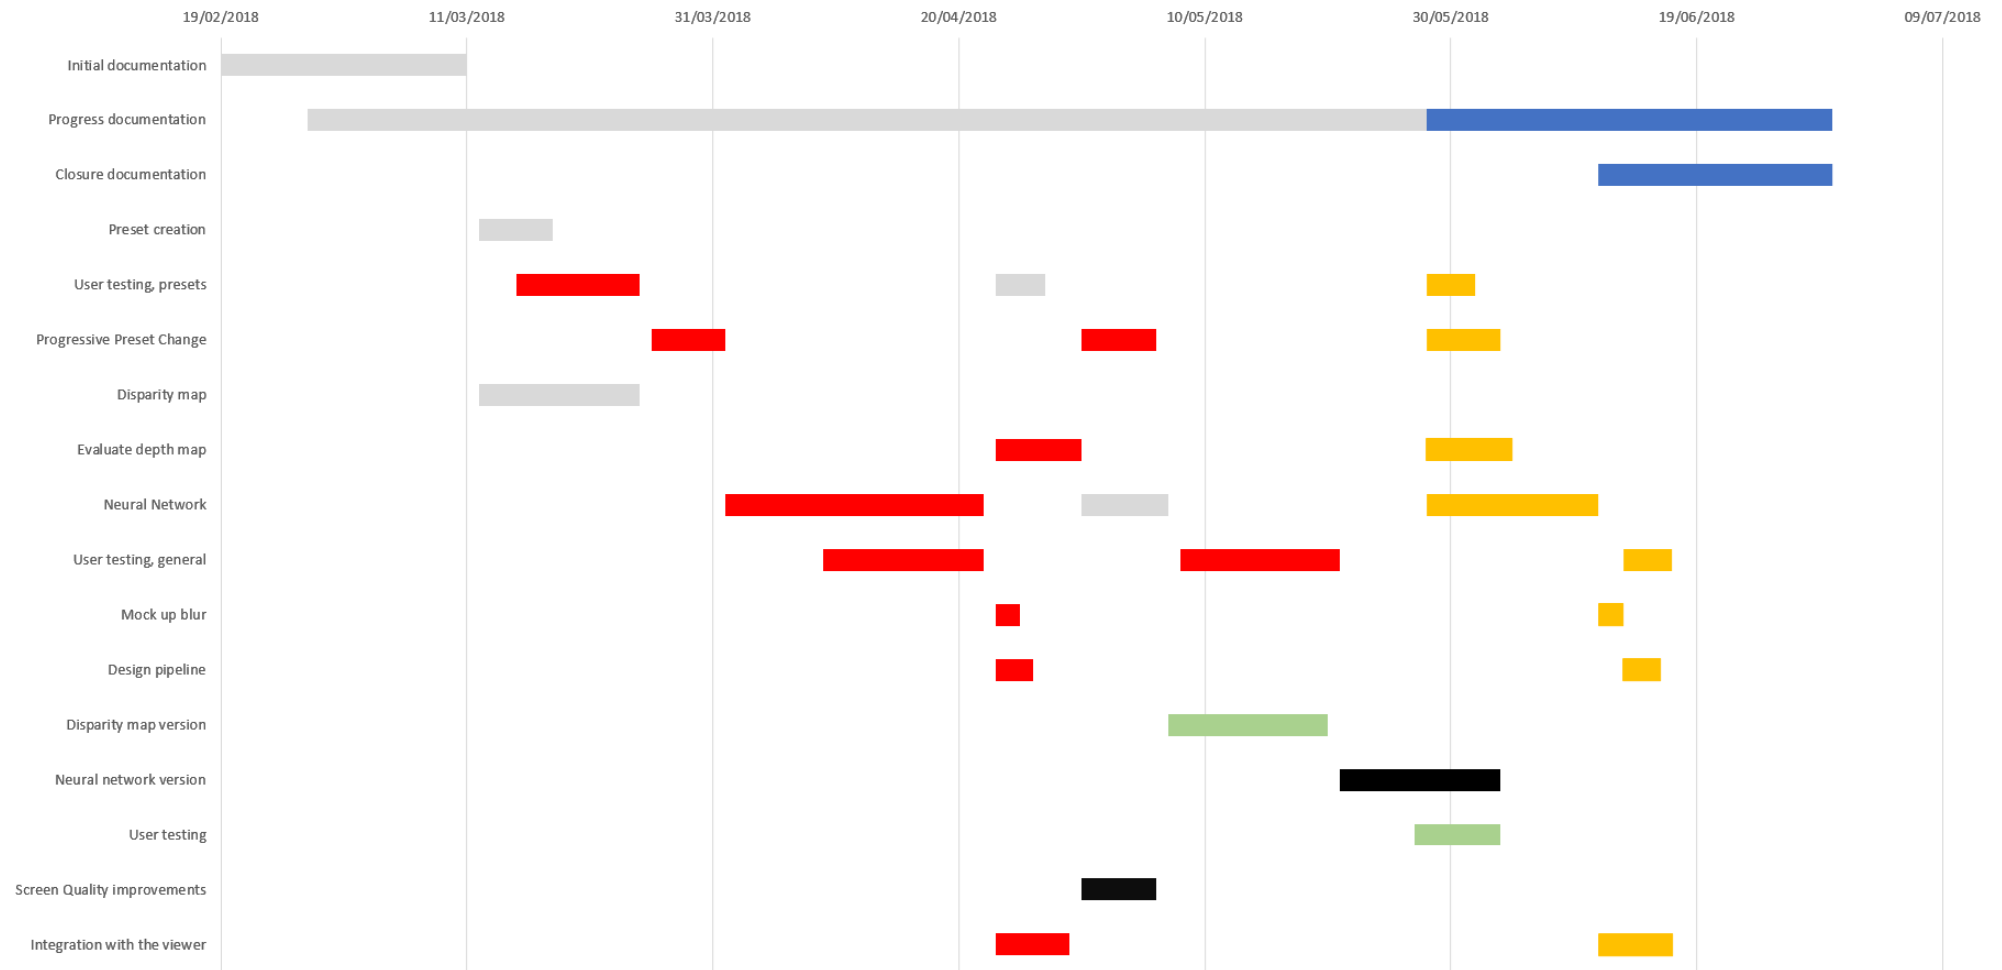 19/02/2018 11/03/2018 31/03/2018 20/04/2018 10/05/2018 30/05/2018 19/06/2018 09/07/2018
Initial documentation
Progress documentation
Closure documentation
Preset creation
User testing, presets
Progressive Preset Change
Disparity map
Evaluate depth map
Neural Network
User testing, general
Mock up blur
Design pipeline
Disparity map version
Neural network version
User testing
Screen Quality improvements
Integration with the viewer